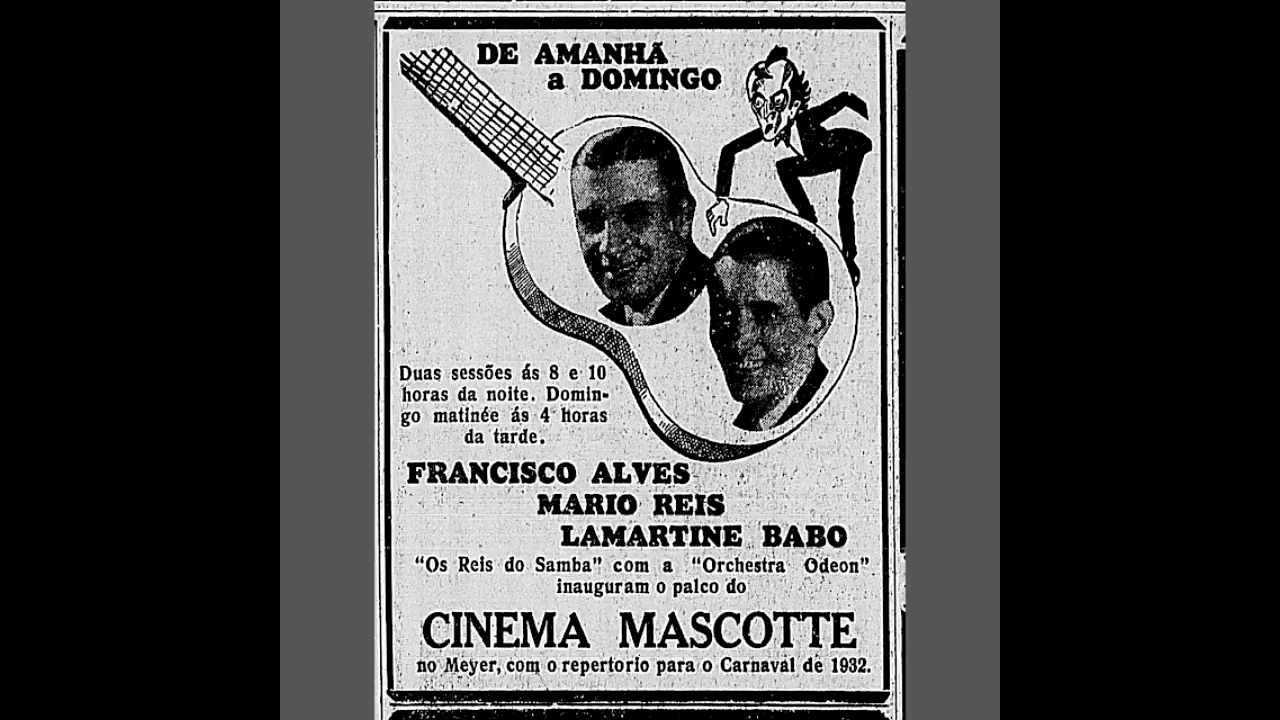 DE AMANHÃ
a DOMINGO
Duas sessões ás 8 e 10
horas da noite. Domin-
go matinée ás 4 horas
da tarde.
FRANCISCO ALVES
MARIO REIS
LAMARTINE BABO
"Os Reis do Samba" com a "Orchestra Odeon"
inauguram o palco do
CINEMA MASCOTTE
no Meyer, com o repertorio para o Carnaval de 1932.